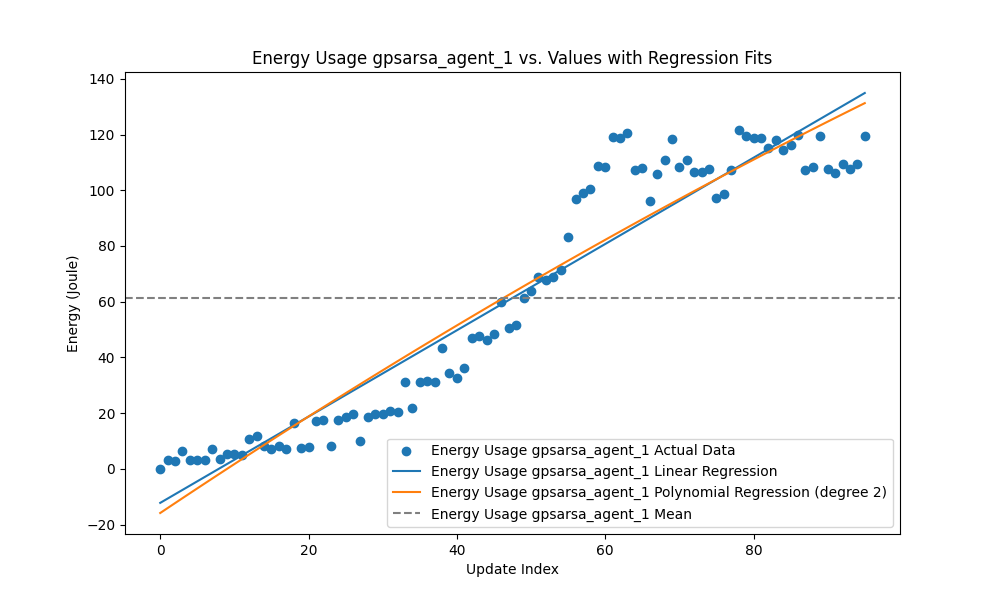 Energy Usage gpsarsa_agent_1 vs. Values with Regression Fits
Energy (Joule)
140
120
100
80
60
40
20
0
−20
Energy Usage gpsarsa_agent_1 Actual Data
Energy Usage gpsarsa_agent_1 Linear Regression
Energy Usage gpsarsa_agent_1 Polynomial Regression (degree 2)
Energy Usage gpsarsa_agent_1 Mean
0 20 40 60 80
Update Index